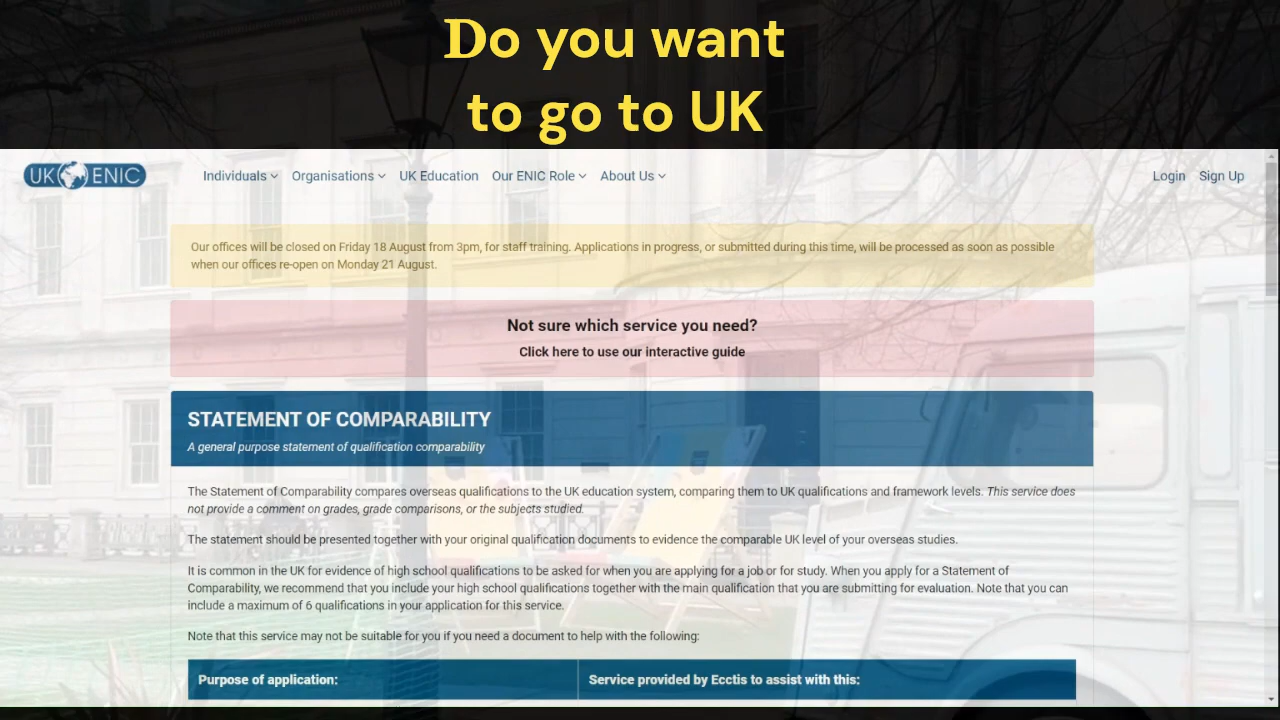 Do you want
to go to UK
UK ENIC
Individuals Organisations UK Education Our ENIC Role About Us Login Sign Up
Our offices will be closed on Friday 18 August from 3pm, for staff training. Applications in progress, or submitted during this time, will be processed as soon as possible
when our offices re-open on Monday 21 August.
Not sure which service you need?
Click here to use our interactive guide
STATEMENT OF COMPARABILITY
A general purpose statement of qualification comparability
The Statement of Comparability compares overseas qualifications to the UK education system, comparing them to UK qualifications and framework levels. This service does
not provide a comment on grades, grade comparisons, or the subjects studied.
The statement should be presented together with your original qualification documents to evidence the comparable UK level of your overseas studies.
It is common in the UK for evidence of high school qualifications to be asked for when you are applying for a job or for study. When you apply for a Statement of
Comparability, we recommend that you include your high school qualifications together with the main qualification that you are submitting for evaluation. Note that you can
include a maximum of 6 qualifications in your application for this service.
Note that this service may not be suitable for you if you need a document to help with the following:
Purpose of application: Service provided by Ecctis to assist with this: